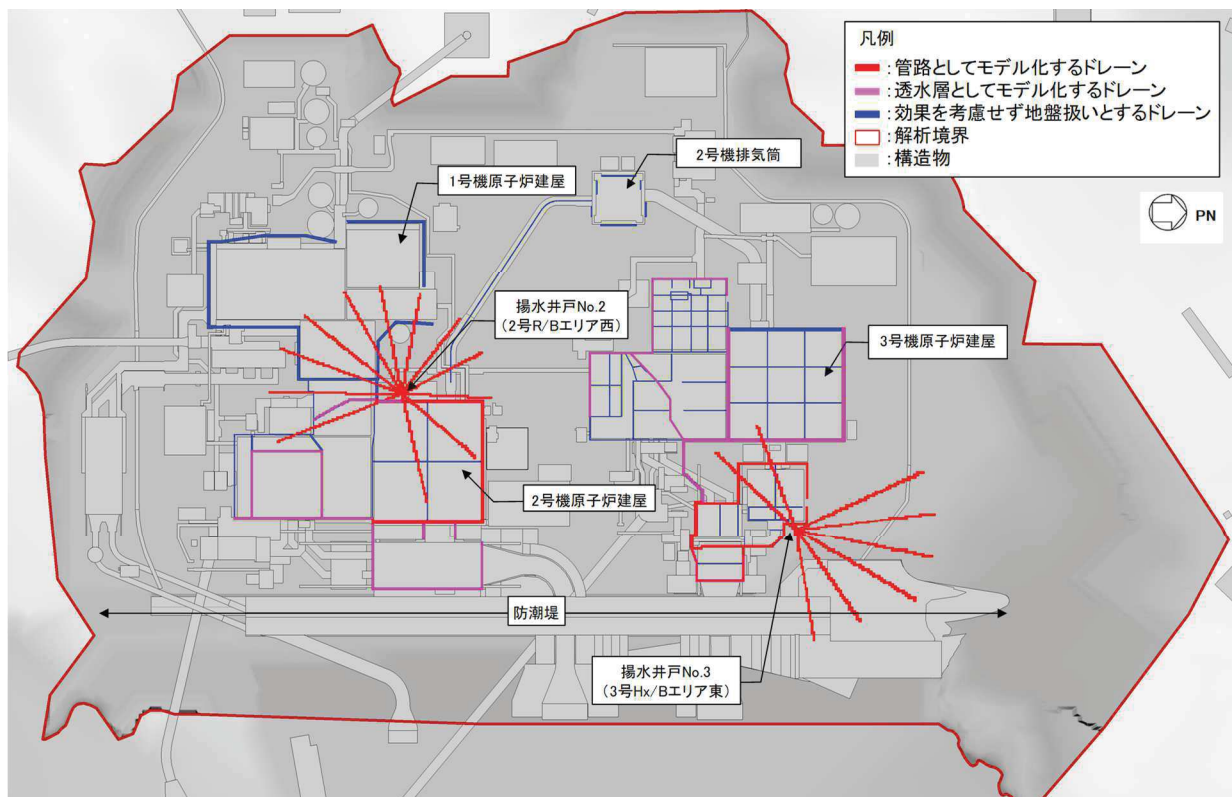 凡例
:管路としてモデル化するドレーン
:透水層としてモデル化するドレーン
:効果を考慮せず地盤扱いとするドレーン
:解析境界
:構造物
PN
2号機排気筒
1号機原子炉建屋
揚水井戸No.2
(2号R/Bエリア西)
3号機原子炉建屋
2号機原子炉建屋
防潮堤
揚水井戸No.3
(3号Hx/Bエリア東)